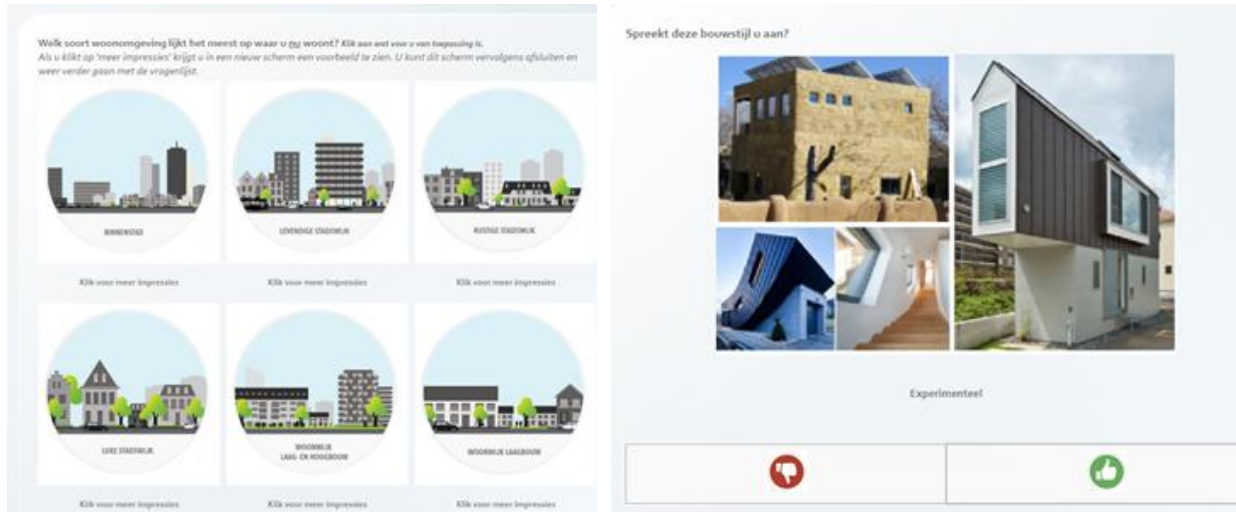 Welk soort woonomgeving lijkt het meest op waar u nu woont? Klik aan wat voor u van toepassing is.
Als u klikt op 'meer impressies' krijgt u in een nieuw scherm een voorbeeld te zien. U kunt dit scherm vervolgens afsluiten en
weer verder gaan met de vragenlijst.
BINNENSTAD
LEVENDIGE STADSWIJK
RUSTIGE STADSWIJK
Klik voor meer impressies
Klik voor meer impressies
Klik voor meer impressies
LUXE STADSWIJK
WOONWIJK
LAAG- EN HOOGBOUW
WOONWIJK LAAGBOUW
Klik voor meer impressies
Klik voor meer impressies
Klik voor meer impressies
Spreekt deze bouwstijl u aan?
Experimenteel